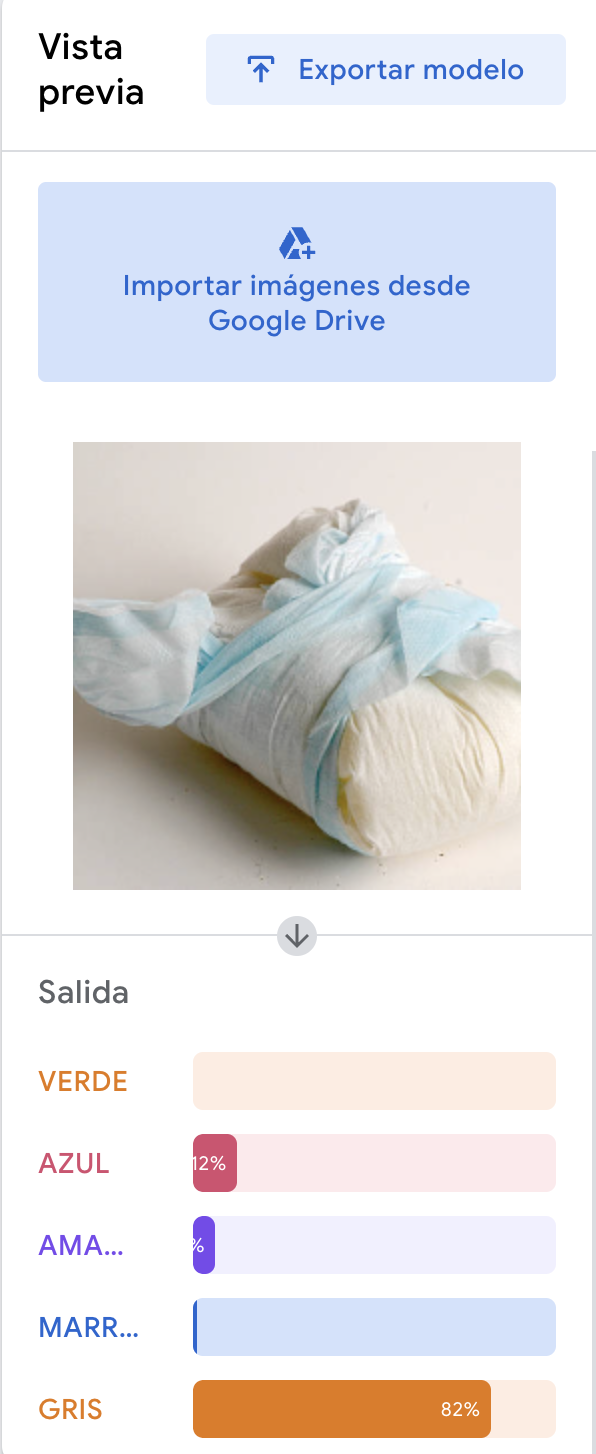 Vista
previa
Exportar modelo
Importar imágenes desde
Google Drive
Salida
VERDE
AZUL
12%
AMA...
%
MARR...
GRIS
82%